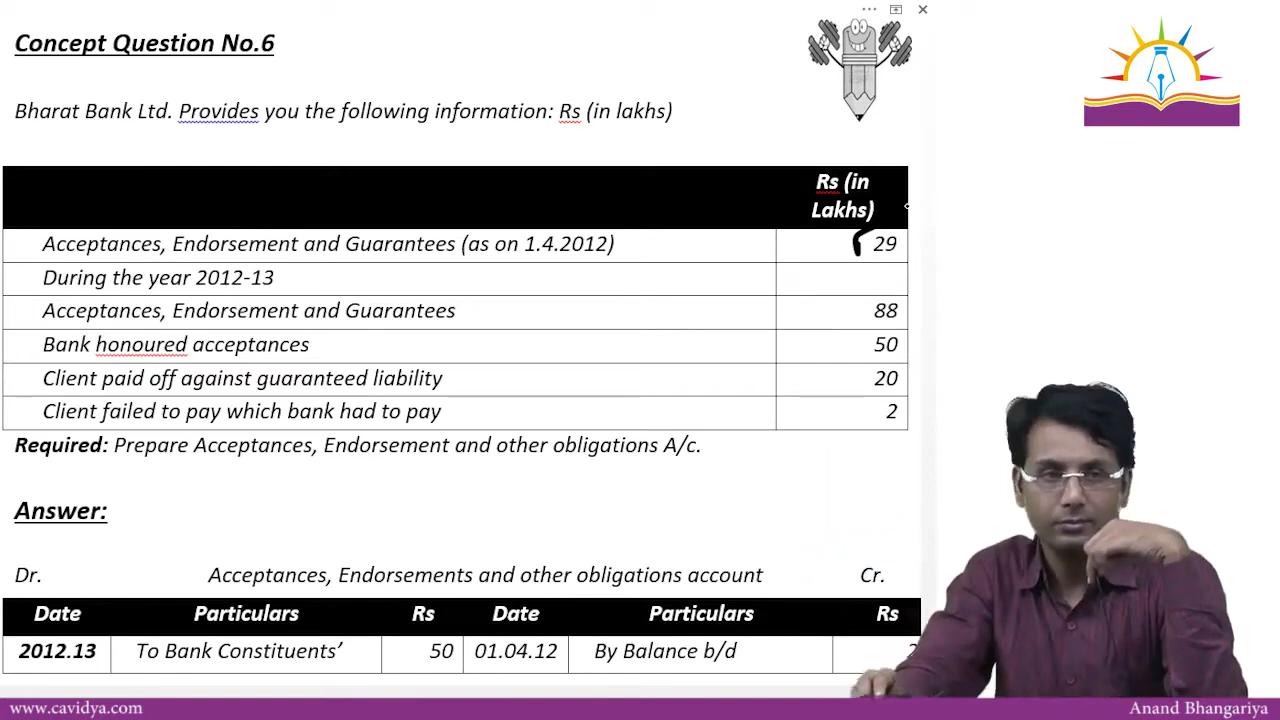 Concept Question No.6
Bharat Bank Ltd. Provides you the following information: Rs (in lakhs)
Rs (in
Lakhs)
Acceptances, Endorsement and Guarantees (as on 1.4.2012) 29
During the year 2012-13
Acceptances, Endorsement and Guarantees 88
Bank honoured acceptances 50
Client paid off against guaranteed liability 20
Client failed to pay which bank had to pay 2
Required: Prepare Acceptances, Endorsement and other obligations A/c.
Answer:
Dr. Acceptances, Endorsements and other obligations account Cr.
Date Particulars Rs Date Particulars Rs
2012.13 To Bank Constituents’ 50 01.04.12 By Balance b/d
www.cavidya.com Anand Bhangariya